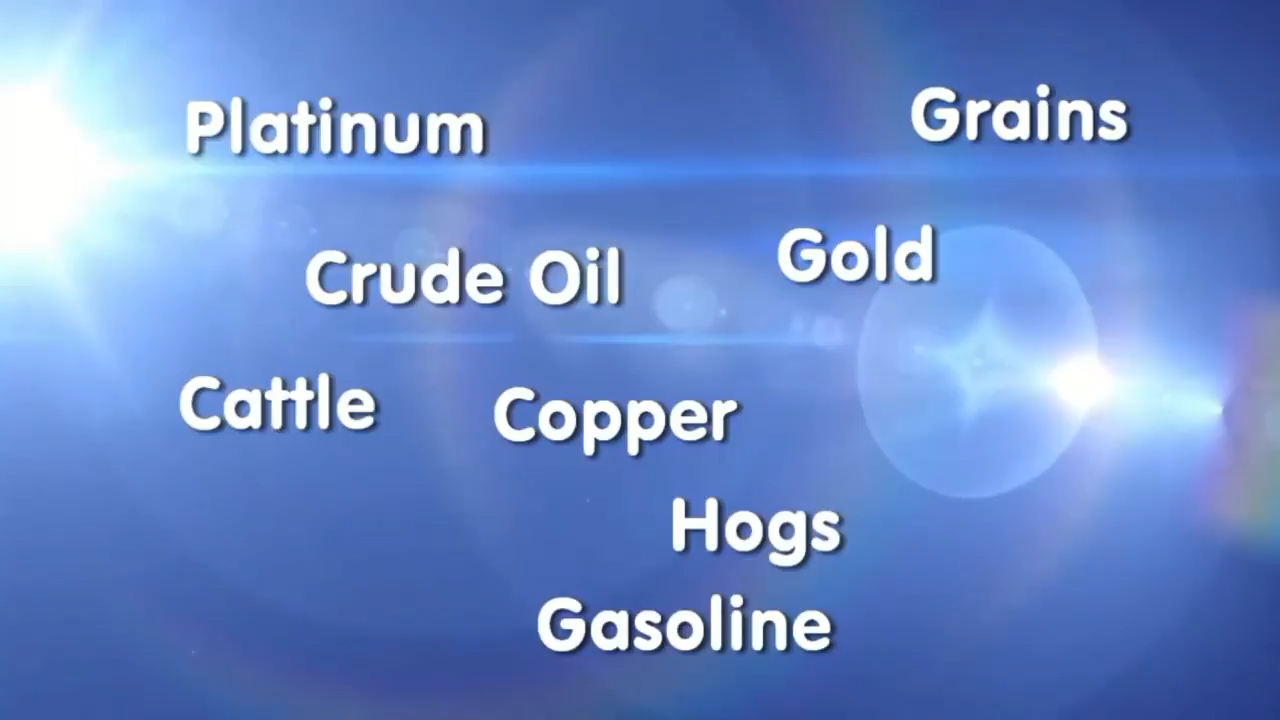 Platinum
Grains
Crude Oil
Gold
Cattle
Copper
Hogs
Gasoline